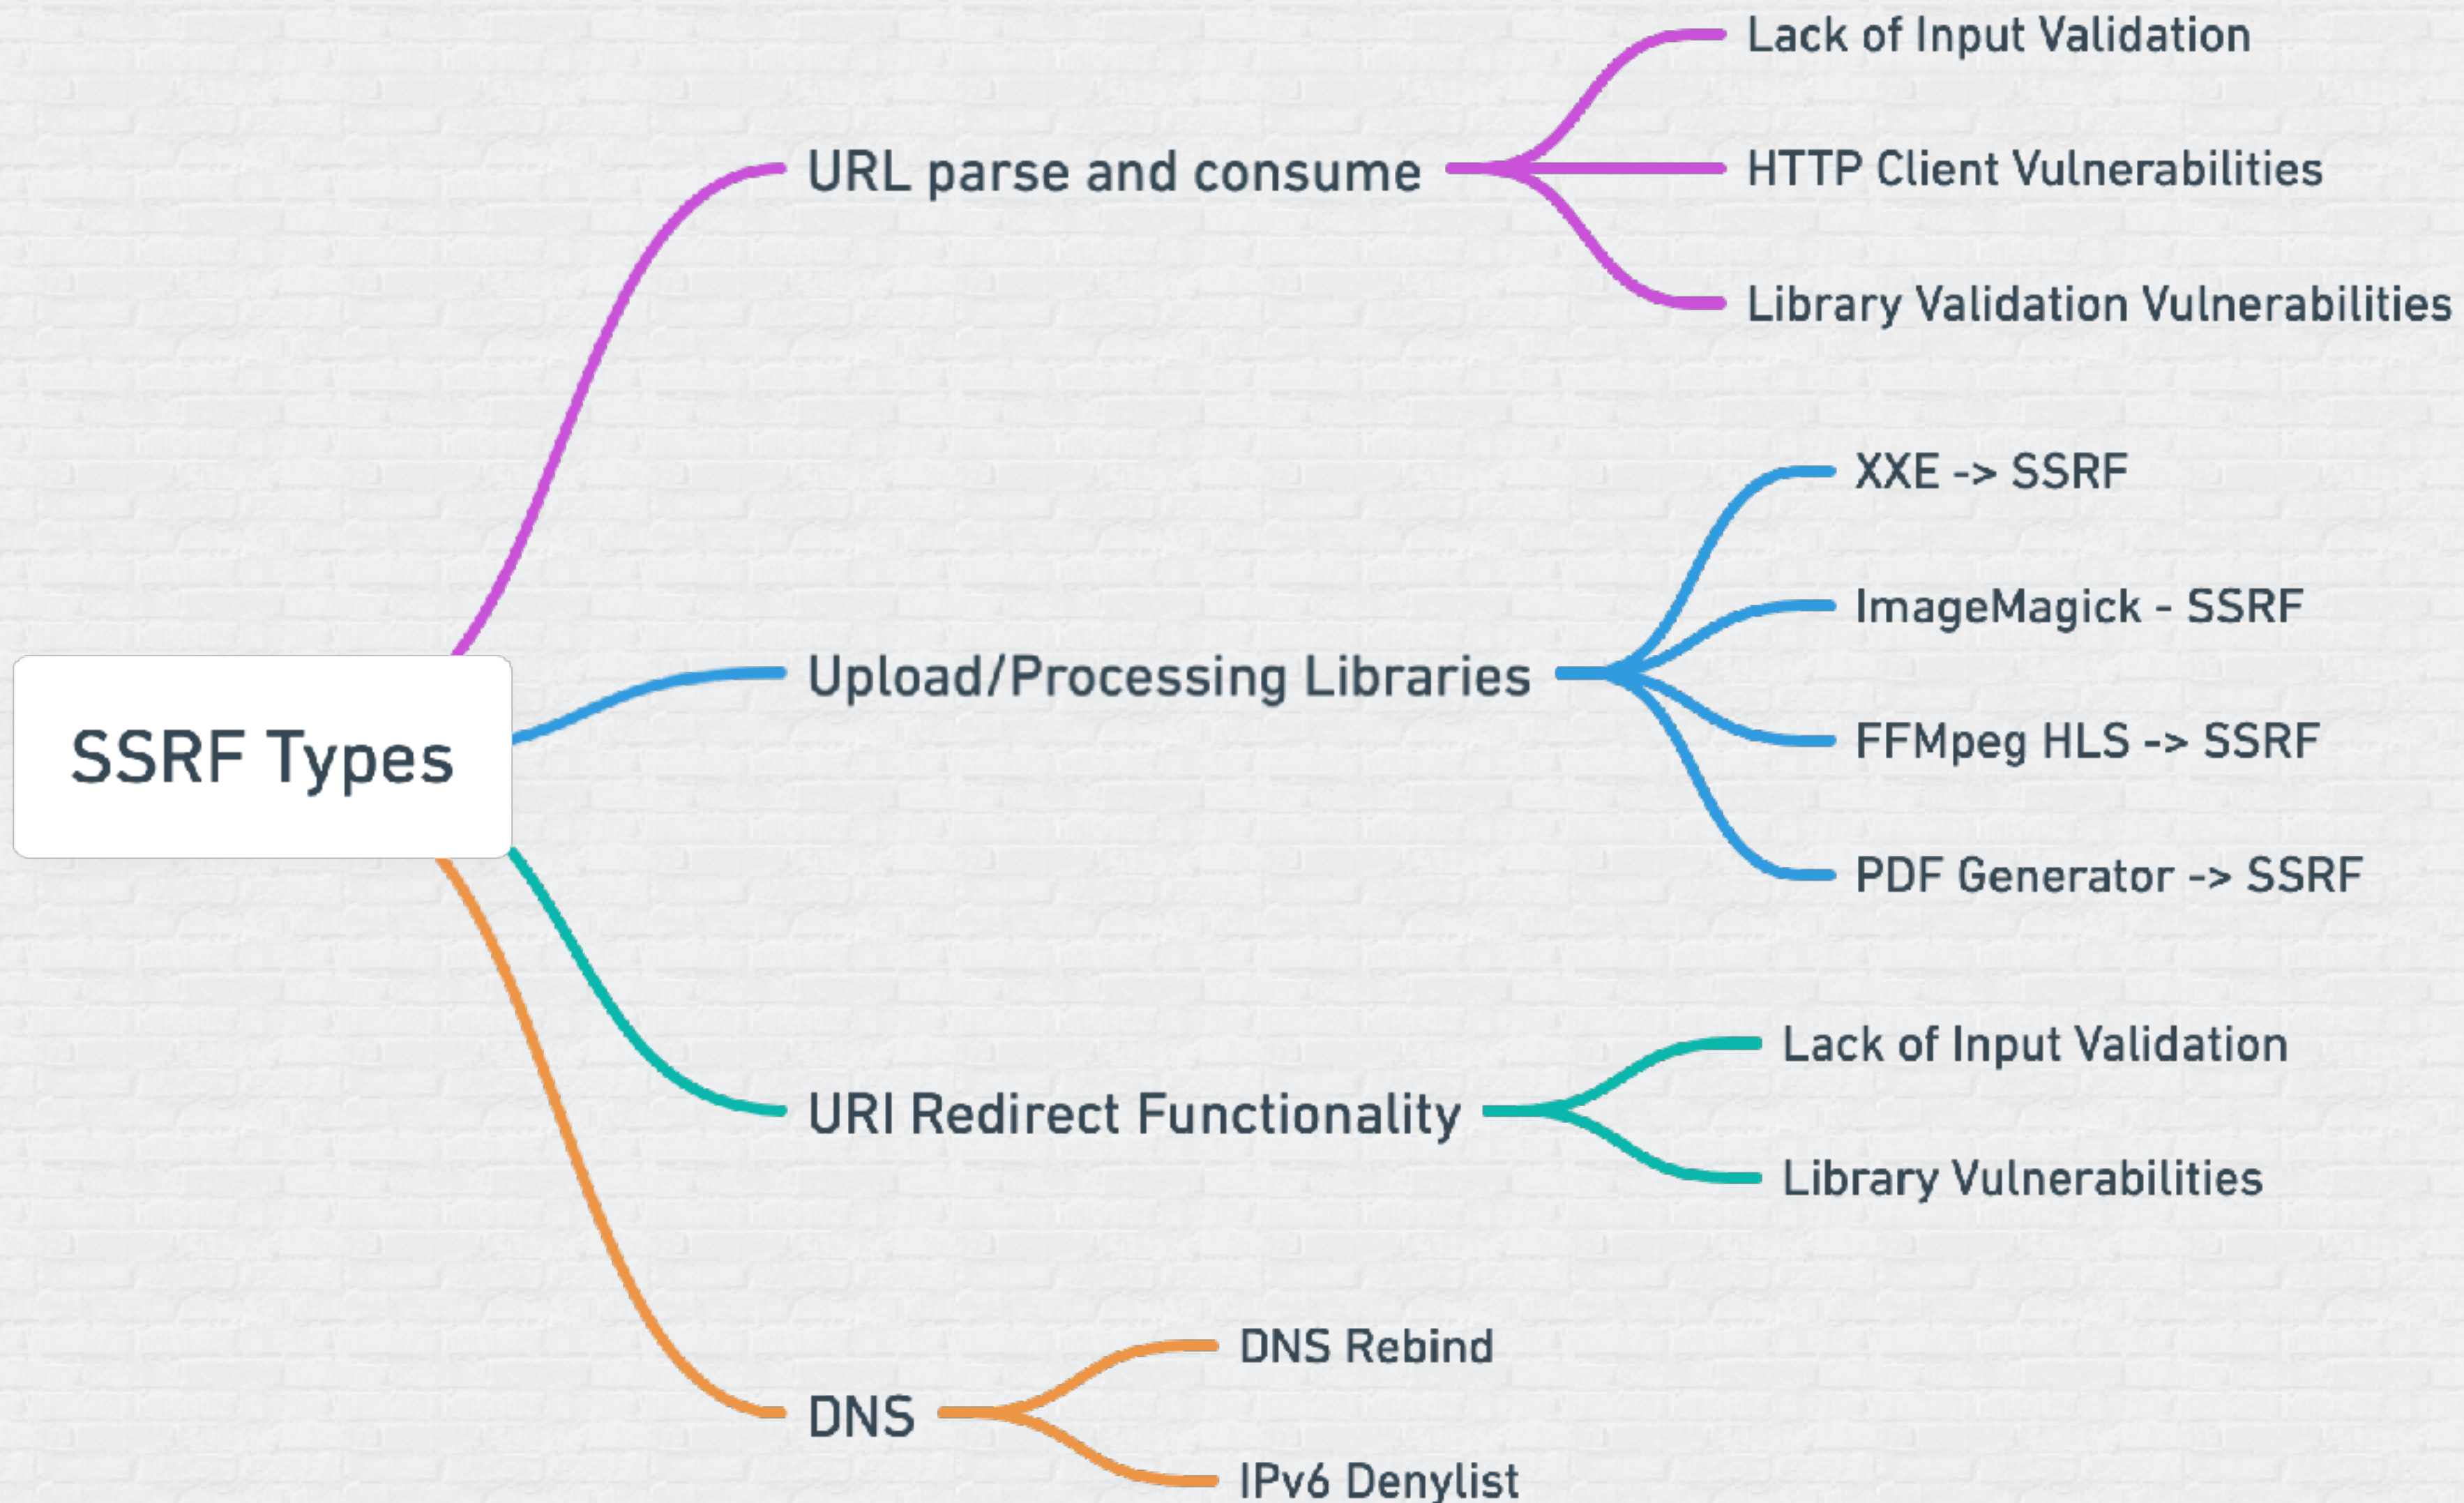 SSRF Types
URL parse and consume
Lack of Input Validation
HTTP Client Vulnerabilities
Library Validation Vulnerabilities
Upload/Processing Libraries
XXE -> SSRF
ImageMagick - SSRF
FFMpeg HLS -> SSRF
PDF Generator -> SSRF
URI Redirect Functionality
Lack of Input Validation
Library Vulnerabilities
DNS
DNS Rebind
IPv6 Denylist